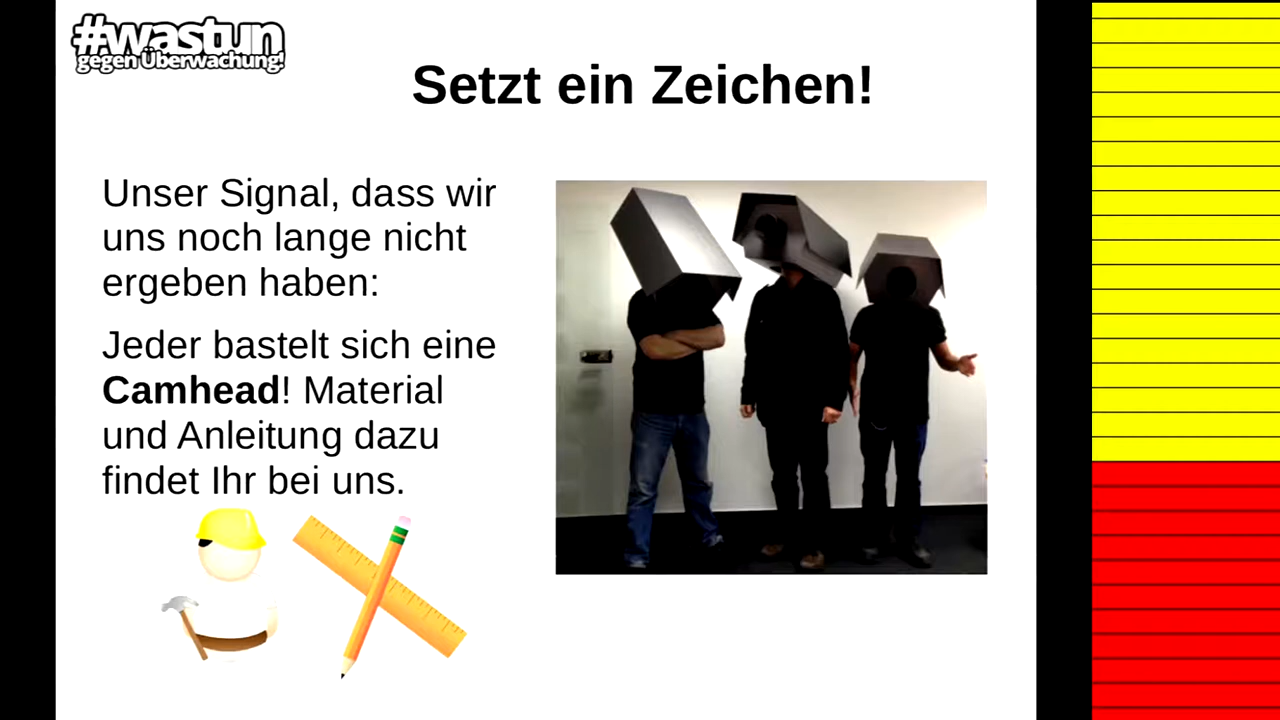 #wastun
gegen Überwachung!
Setzt ein Zeichen!
Unser Signal, dass wir
uns noch lange nicht
ergeben haben:
Jeder bastelt sich eine
Camhead! Material
und Anleitung dazu
findet Ihr bei uns.